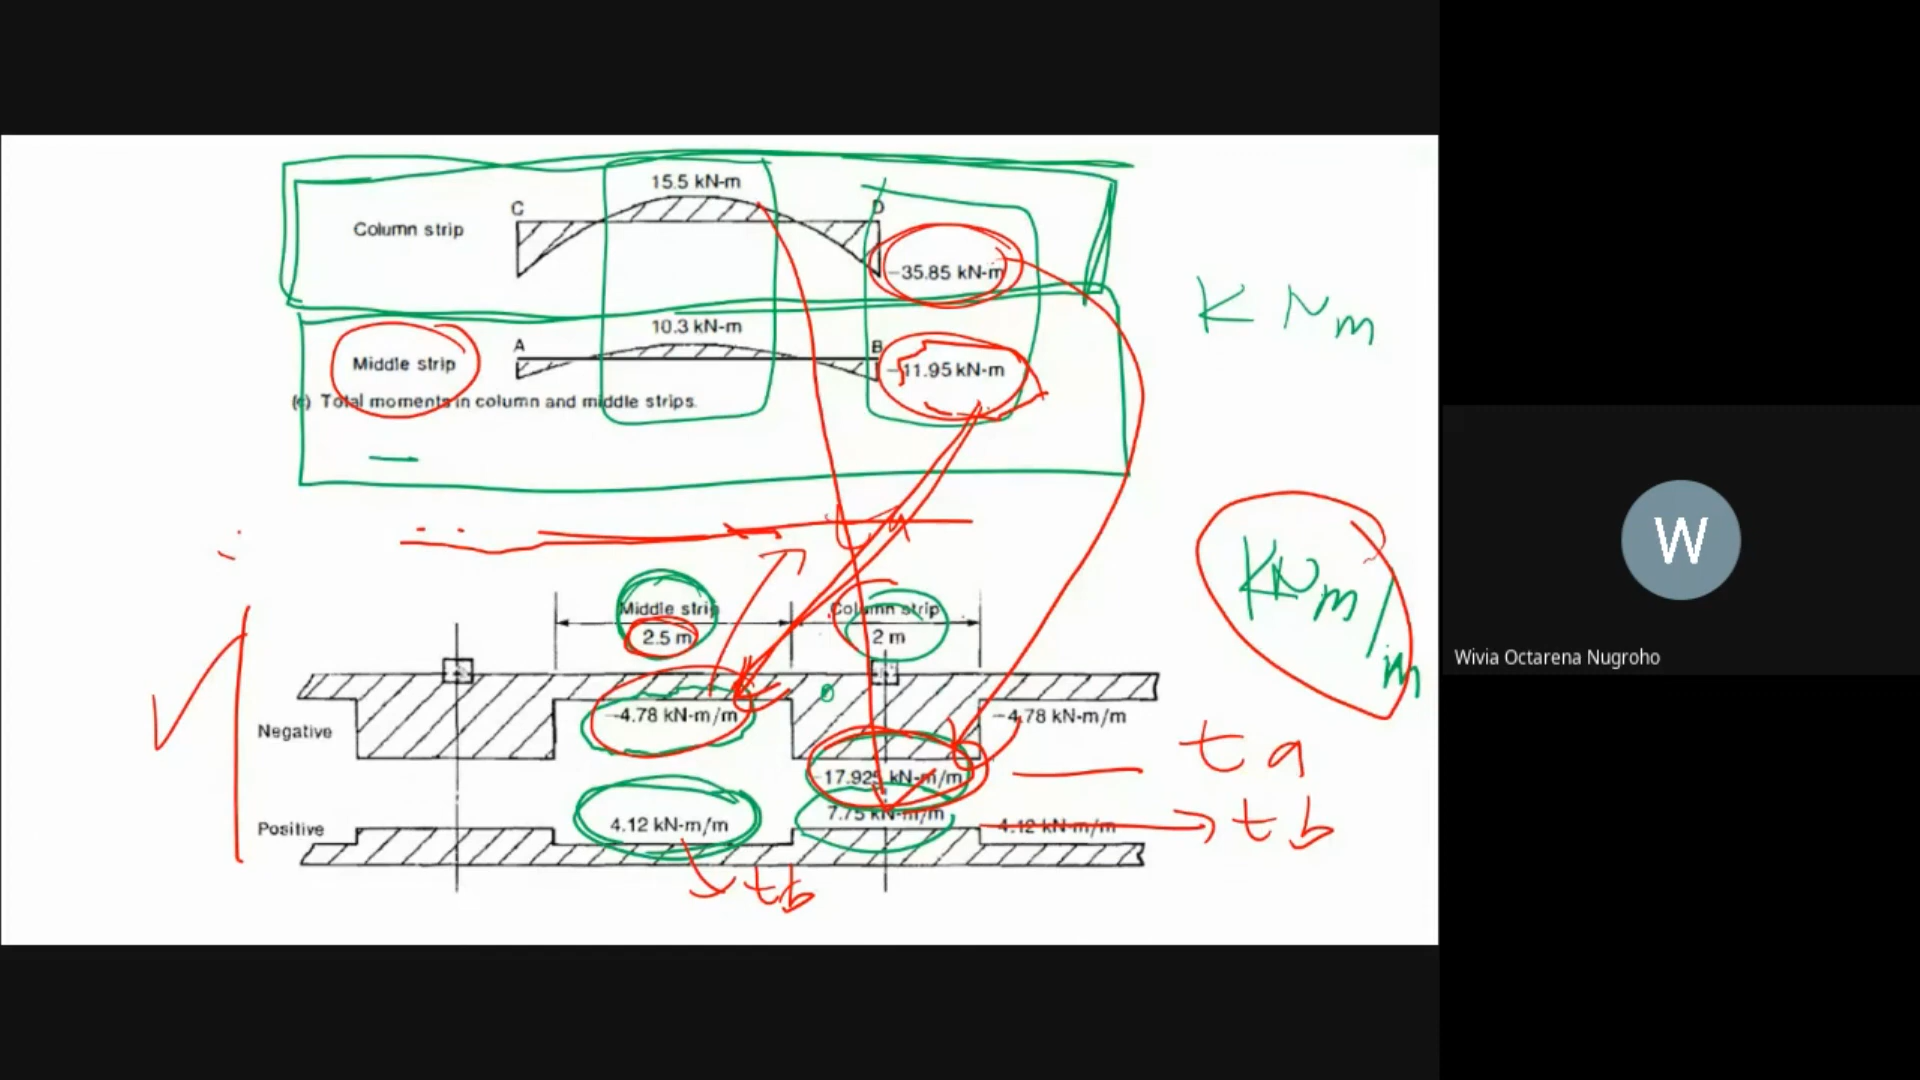 15.5 kN-m
C
D
Column strip
−35.85 kN-m
K Nm
10.3 kN-m
A
B
Middle strip
−11.95 kN-m
(c) Total moments in column and middle strips.
KNm/m
Middle strip
Column strip
2.5 m
2 m
W
Wivia Octarena Nugroho
−4.78 kN-m/m
−4.78 kN-m/m
Negative
ta
−17.925 kN-m/m
7.75 kN-m/m
Positive
4.12 kN-m/m
4.12 kN-m/m
tb
tb